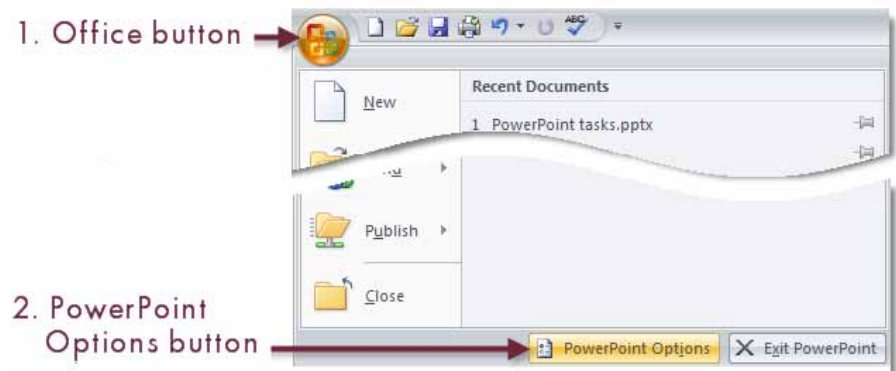 1. Office button
ABC
New
Recent Documents
1 PowerPoint tasks.pptx
Publish
Close
2. PowerPoint
Options button
PowerPoint Options
Exit PowerPoint